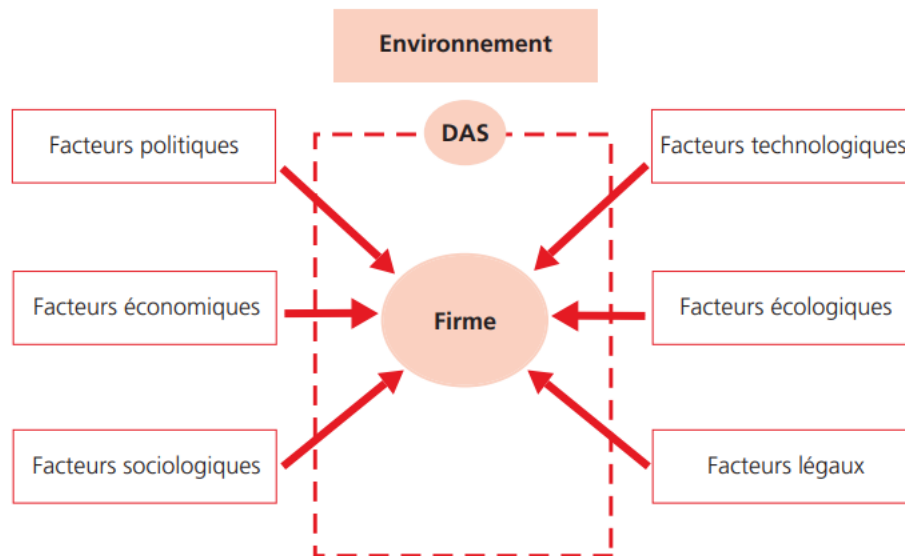 Environnement
DAS
Facteurs politiques
Facteurs technologiques
Facteurs économiques
Firme
Facteurs écologiques
Facteurs sociologiques
Facteurs légaux